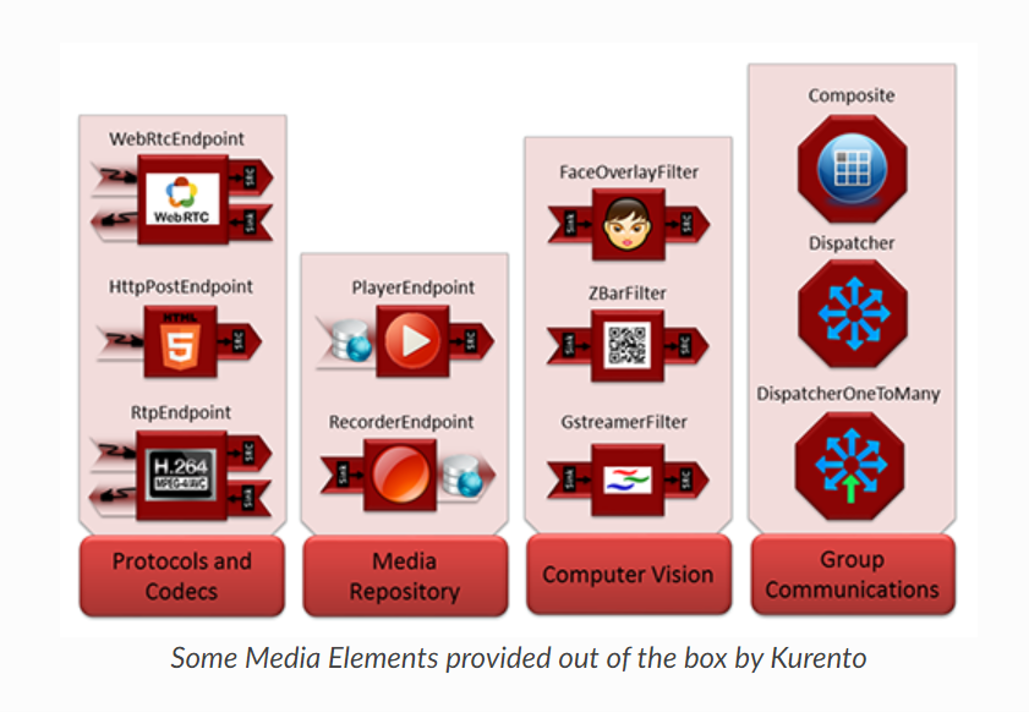 WebRtcEndpoint
SRC
WebRTC
Sink
HttpPostEndpoint
HTML
5
SRC
RtpEndpoint
SRC
H.264
MPEG-4/AVC
Sink
Protocols and
Codecs
PlayerEndpoint
SRC
RecorderEndpoint
Sink
Media
Repository
FaceOverlayFilter
Sink
SRC
ZBarFilter
Sink
SRC
GstreamerFilter
Sink
SRC
Computer Vision
Composite
Dispatcher
DispatcherOneToMany
Group
Communications
Some Media Elements provided out of the box by Kurento